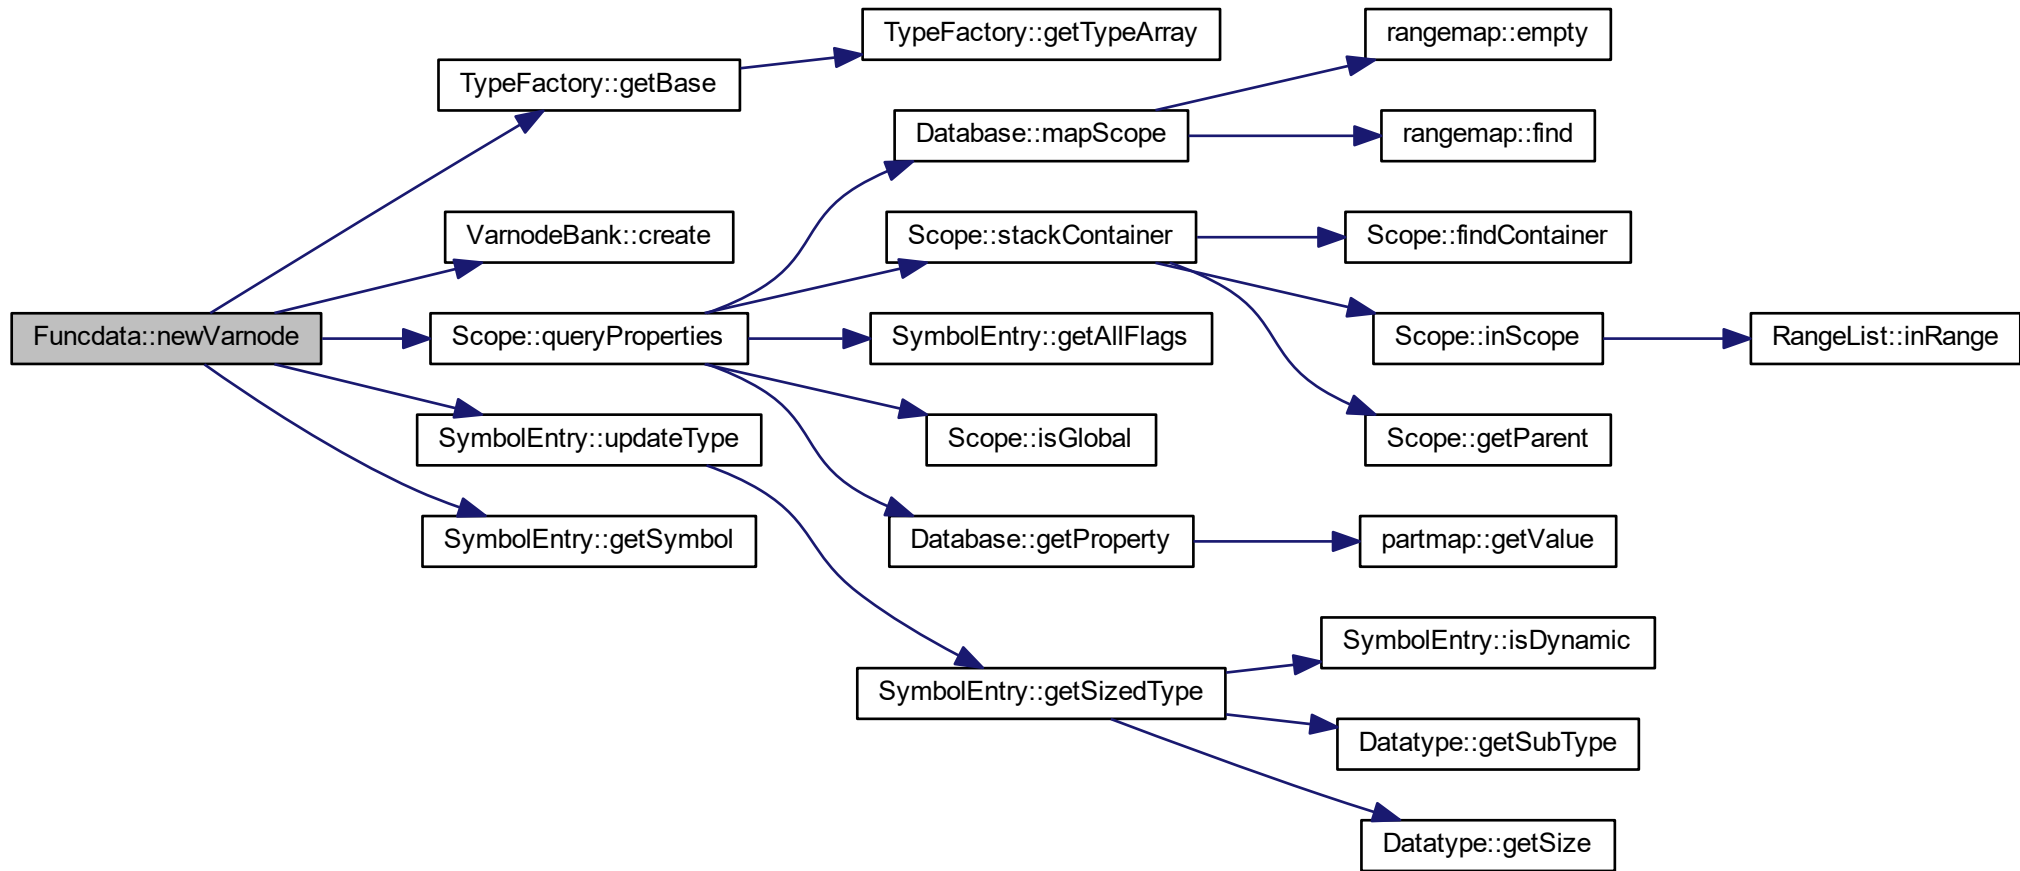 TypeFactory::getTypeArray
rangemap::empty
TypeFactory::getBase
Database::mapScope
rangemap::find
VarnodeBank::create
Scope::stackContainer
Scope::findContainer
Funcdata::newVarnode
Scope::queryProperties
SymbolEntry::getAllFlags
Scope::inScope
RangeList::inRange
SymbolEntry::updateType
Scope::isGlobal
Scope::getParent
SymbolEntry::getSymbol
Database::getProperty
partmap::getValue
SymbolEntry::isDynamic
SymbolEntry::getSizedType
Datatype::getSubType
Datatype::getSize